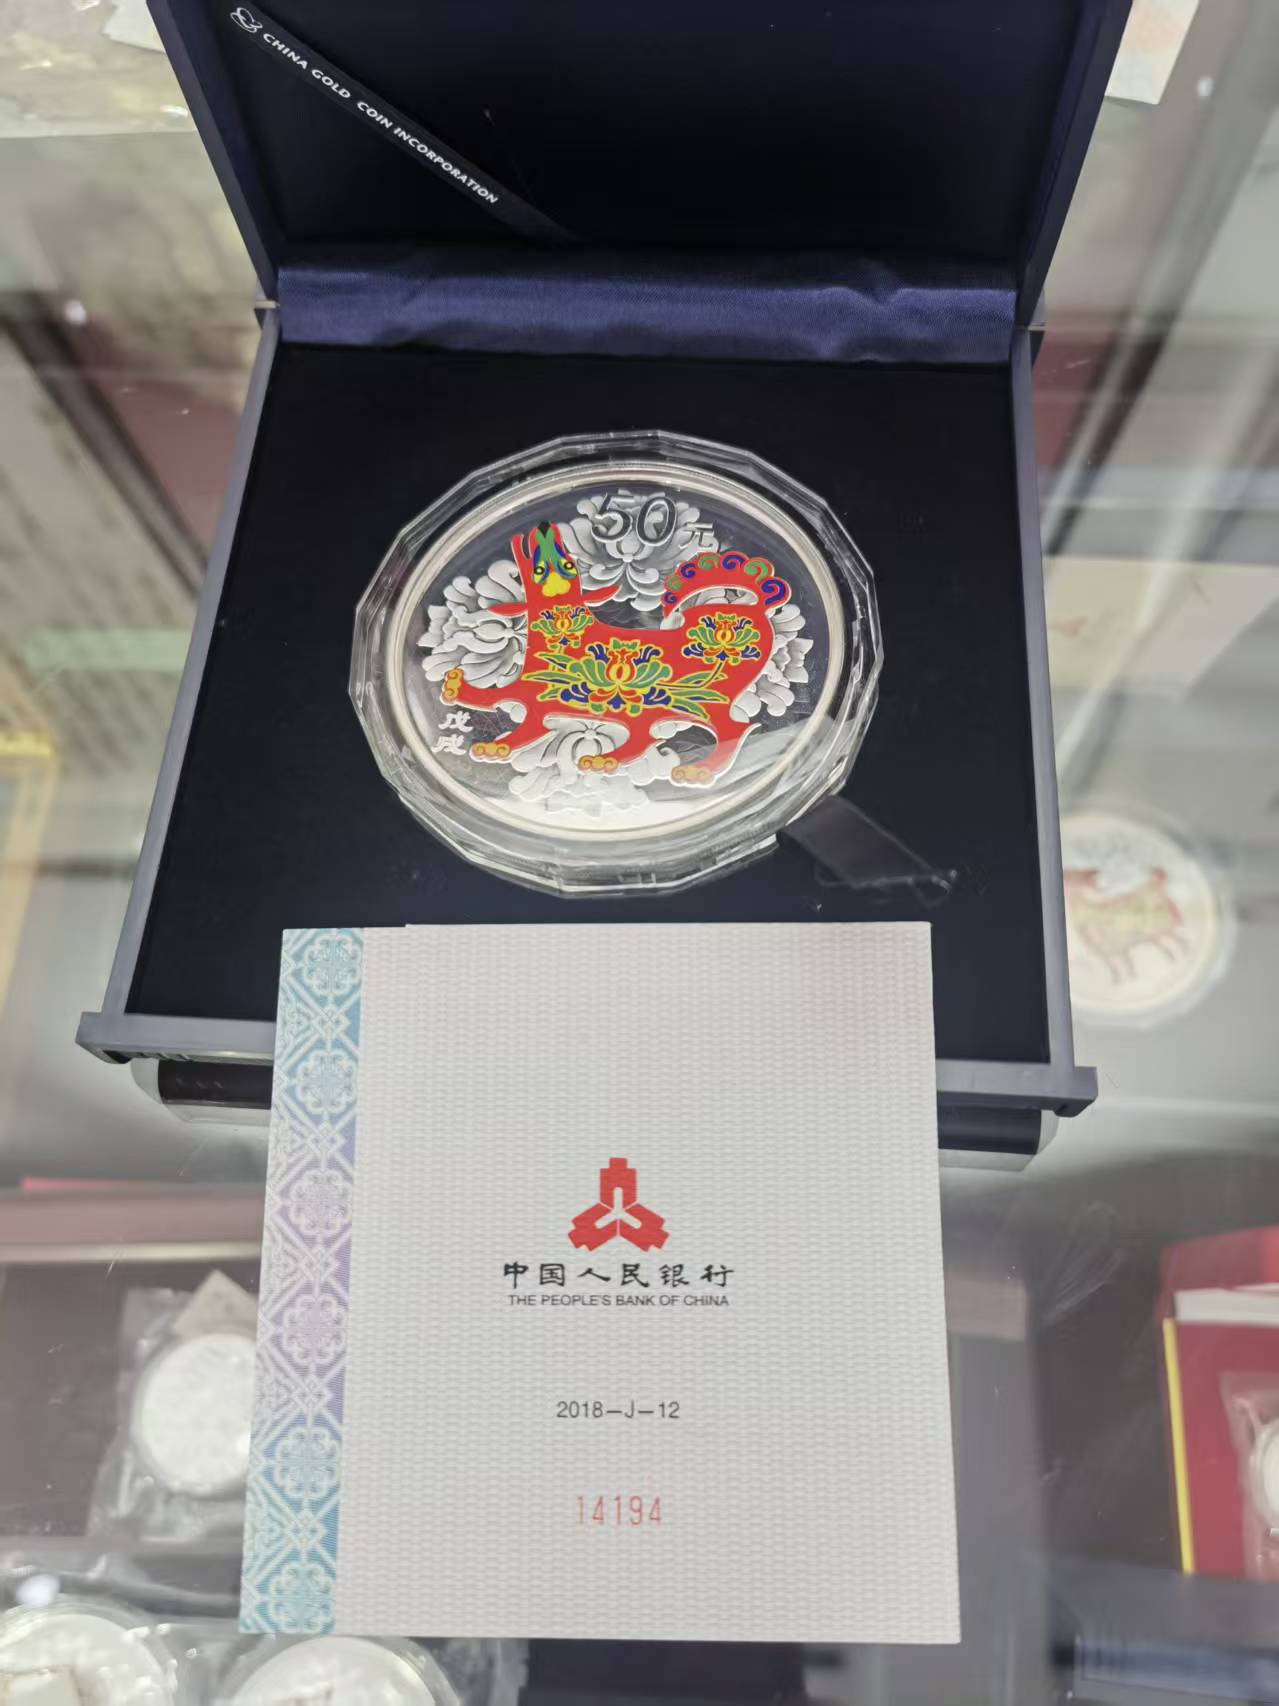 CHINA GOLD COIN INCORPORATION
50元
戊
戌
中国人民银行
THE PEOPLE'S BANK OF CHINA
2018—J—12
14194